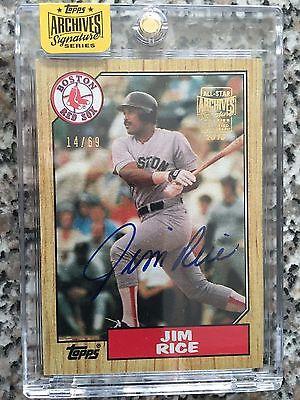 Topps
ARCHIVES
Signature
SERIES
BOSTON
RED SOX
14/69
ALL-STAR
ARCHIVES
BOSTON
Jim Rice
Topps
JIM
RICE